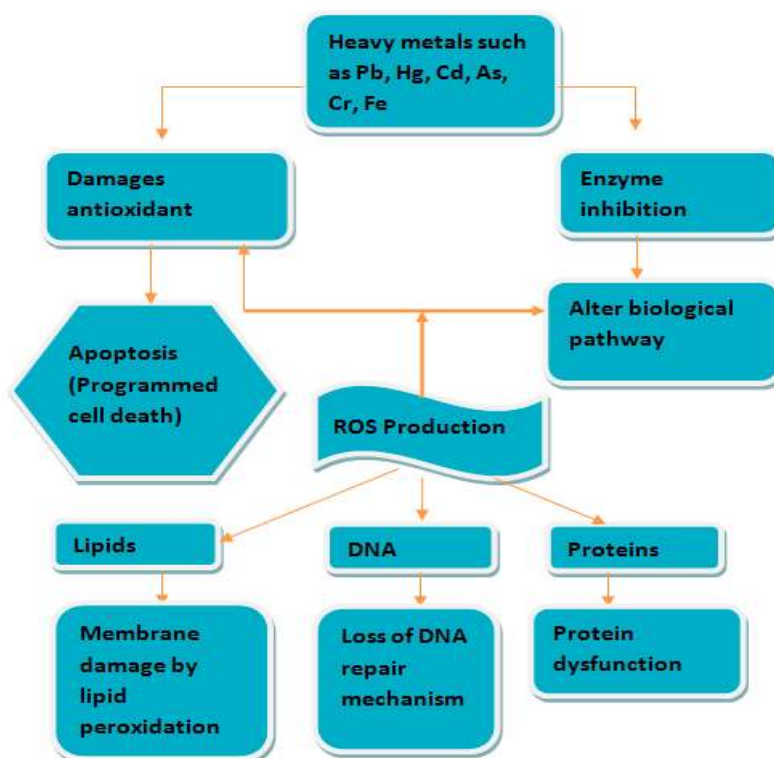 Heavy metals such
as Pb, Hg, Cd, As,
Cr, Fe
Damages
antioxidant
Enzyme
inhibition
Apoptosis
(Programmed
cell death)
Alter biological
pathway
ROS Production
Lipids
DNA
Proteins
Membrane
damage by
lipid
peroxidation
Loss of DNA
repair
mechanism
Protein
dysfunction